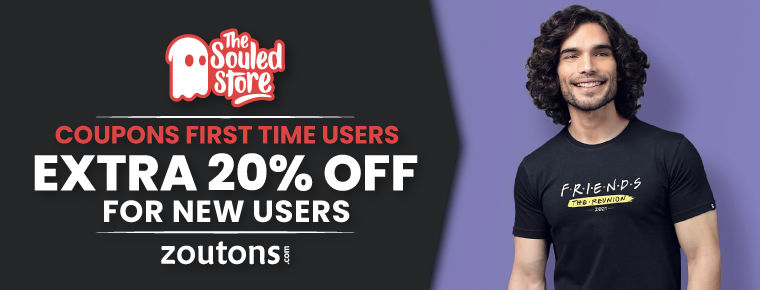 The
Souled
Store
COUPONS FIRST TIME USERS
EXTRA 20% OFF
FOR NEW USERS
zoutons.com
F·R·I·E·N·D·S
THE·REUNION
2021